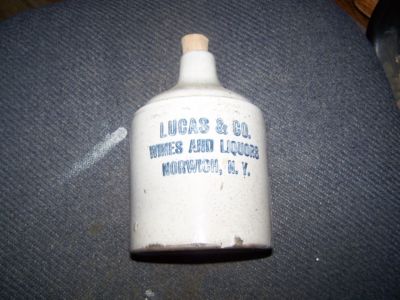 LUCAS & CO.
WINES AND LIQUORS
NORWICH, N. Y.